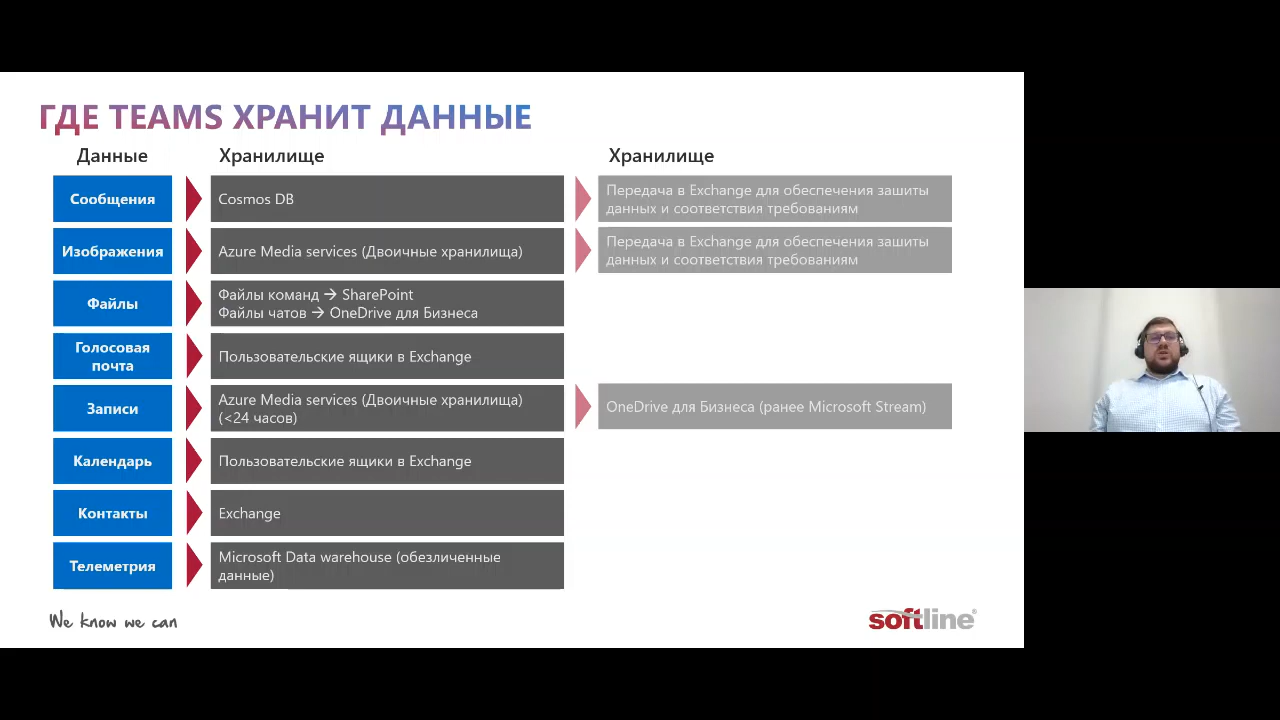 ГДЕ TEAMS ХРАНИТ ДАННЫЕ
Данные
Хранилище
Хранилище
Сообщения
Cosmos DB
Передача в Exchange для обеспечения зашиты
данных и соответствия требованиям
Изображения
Azure Media services (Двоичные хранилища)
Передача в Exchange для обеспечения зашиты
данных и соответствия требованиям
Файлы
Файлы команд → SharePoint
Файлы чатов → OneDrive для Бизнеса
Голосовая
почта
Пользовательские ящики в Exchange
Записи
Azure Media services (Двоичные хранилища)
(<24 часов)
OneDrive для Бизнеса (ранее Microsoft Stream)
Календарь
Пользовательские ящики в Exchange
Контакты
Exchange
Телеметрия
Microsoft Data warehouse (обезличенные
данные)
We know we can
softline®